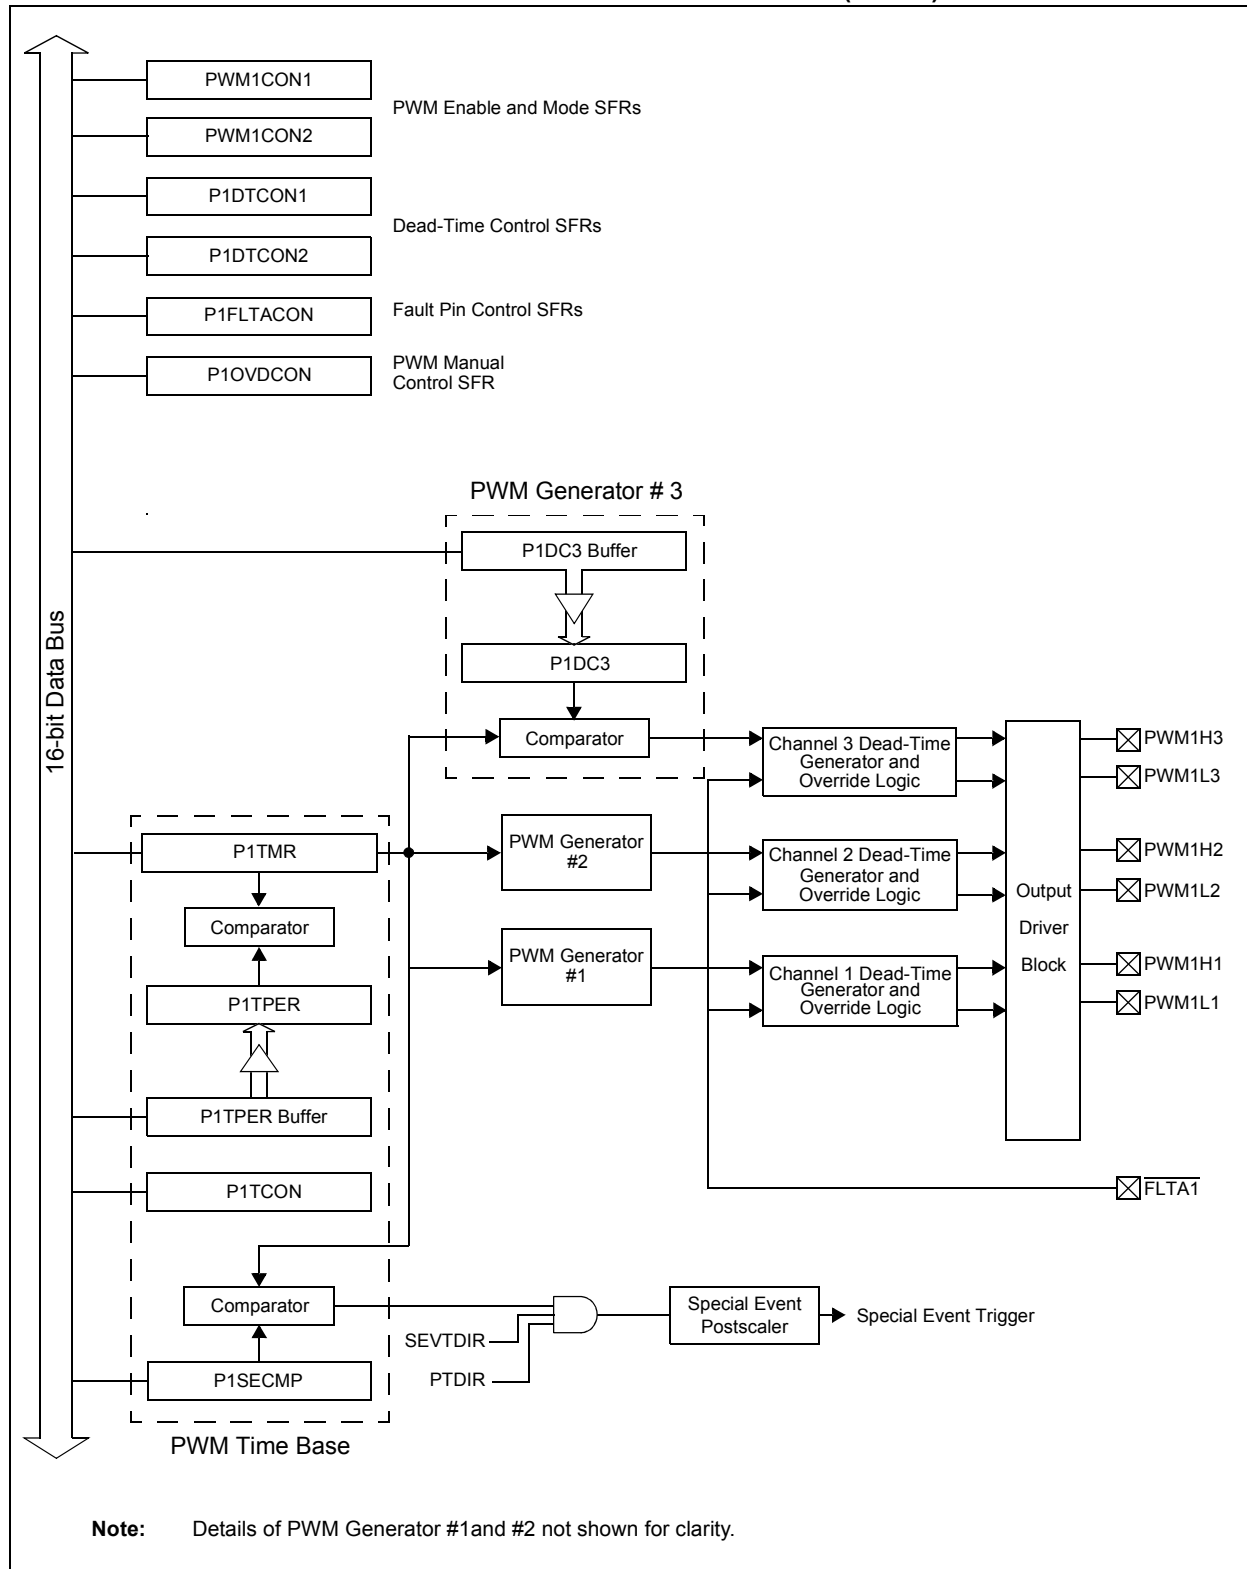 PWM1CON1
PWM Enable and Mode SFRs
PWM1CON2
P1DTCON1
Dead-Time Control SFRs
P1DTCON2
P1FLTACON
Fault Pin Control SFRs
P1OVDCON
PWM Manual
Control SFR
16-bit Data Bus
PWM Generator # 3
P1DC3 Buffer
P1DC3
Comparator
Channel 3 Dead-Time
Generator and
Override Logic
PWM1H3
PWM1L3
P1TMR
PWM Generator
#2
Channel 2 Dead-Time
Generator and
Override Logic
PWM1H2
PWM1L2
Output
Driver
Block
Comparator
PWM Generator
#1
Channel 1 Dead-Time
Generator and
Override Logic
PWM1H1
PWM1L1
P1TPER
P1TPER Buffer
P1TCON
FLTA1
Comparator
SEVTDIR
PTDIR
Special Event
Postscaler
Special Event Trigger
P1SECMP
PWM Time Base
Note: Details of PWM Generator #1and #2 not shown for clarity.